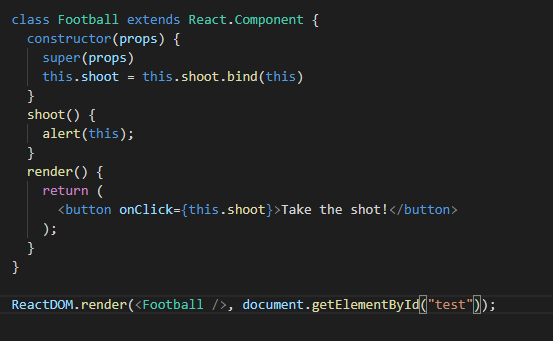 class Football extends React.Component {
  constructor(props) {
    super(props)
    this.shoot = this.shoot.bind(this)
  }
  shoot() {
    alert(this);
  }
  render() {
    return (
      <button onClick={this.shoot}>Take the shot!</button>
    );
  }
}

ReactDOM.render(<Football />, document.getElementById("test"));